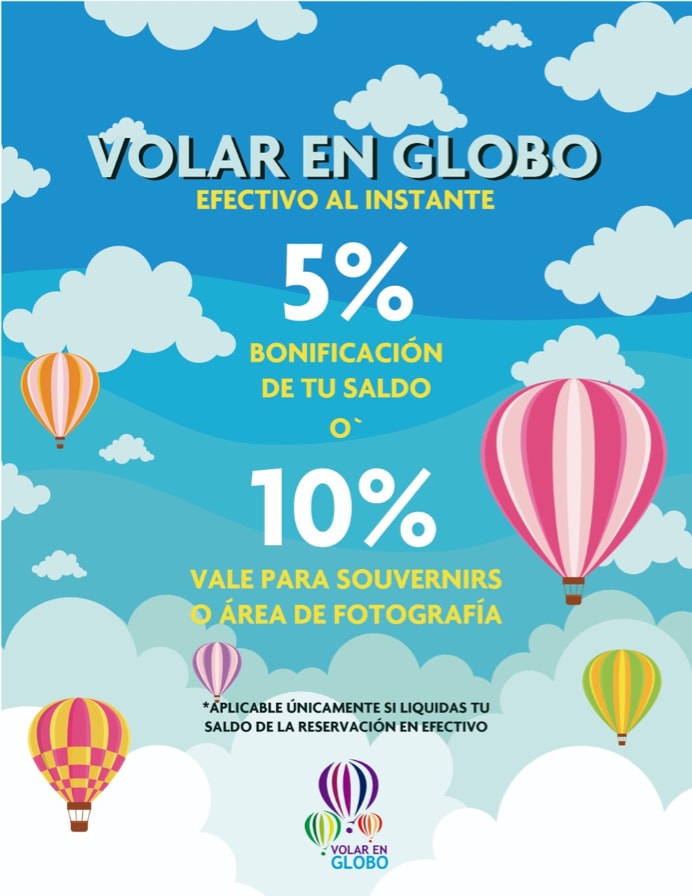 VOLAR EN GLOBO
EFECTIVO AL INSTANTE
5%
BONIFICACIÓN
DE TU SALDO
O`
10%
VALE PARA SOUVERNIRS
O ÁREA DE FOTOGRAFÍA
*APLICABLE ÚNICAMENTE SI LIQUIDAS TU
SALDO DE LA RESERVACIÓN EN EFECTIVO
VOLAR EN
GLOBO